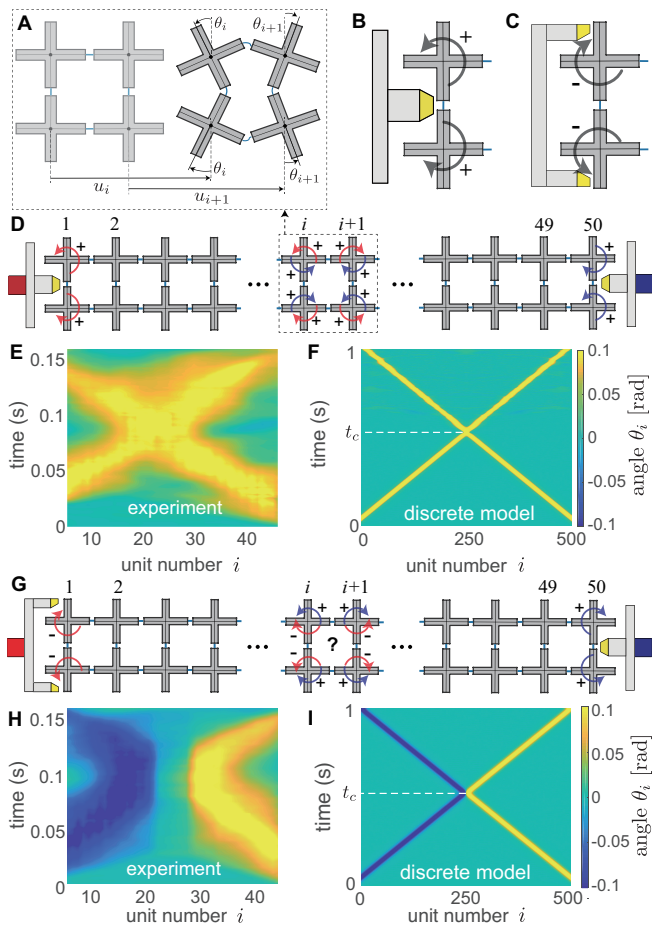 A
θi
θi+1
θi
θi+1
ui
ui+1
B
+
+
C
-
-
D
1
2
i
i+1
49
50
+
+
+
+
+
+
+
+
+
+
+
+
...
...
E
0.15
0.1
0.05
0
time (s)
experiment
10
20
30
40
unit number i
F
1
tc
0
time (s)
discrete model
0
250
500
unit number i
0.1
0.05
0
-0.05
-0.1
angle θi [rad]
G
1
2
i
i+1
49
50
-
-
+
+
-
-
?
-
-
+
+
+
+
...
...
H
0.15
0.1
0.05
0
time (s)
experiment
10
20
30
40
unit number i
I
1
tc
0
time (s)
discrete model
0
250
500
unit number i
0.1
0.05
0
-0.05
-0.1
angle θi [rad]